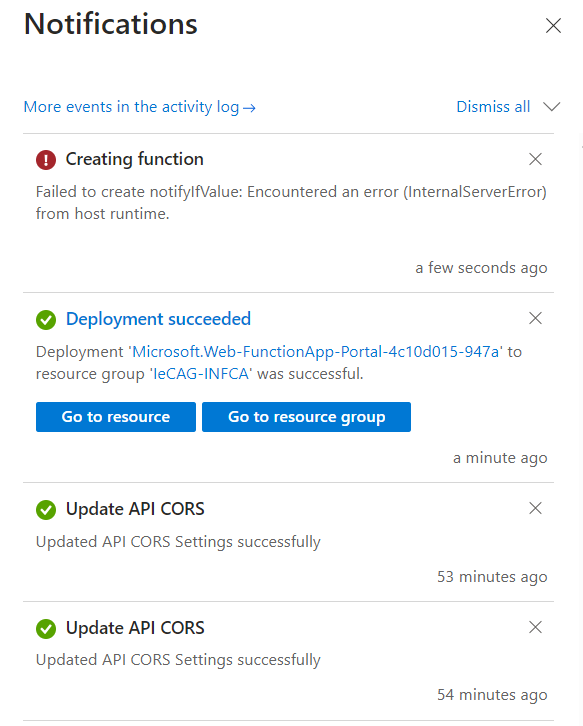 Notifications
More events in the activity log→
Dismiss all
Creating function
Failed to create notifyIfValue: Encountered an error (InternalServerError)
from host runtime.
a few seconds ago
Deployment succeeded
Deployment 'Microsoft.Web-FunctionApp-Portal-4c10d015-947a' to
resource group 'IeCAG-INFCA' was successful.
Go to resource
Go to resource group
a minute ago
Update API CORS
Updated API CORS Settings successfully
53 minutes ago
Update API CORS
Updated API CORS Settings successfully
54 minutes ago